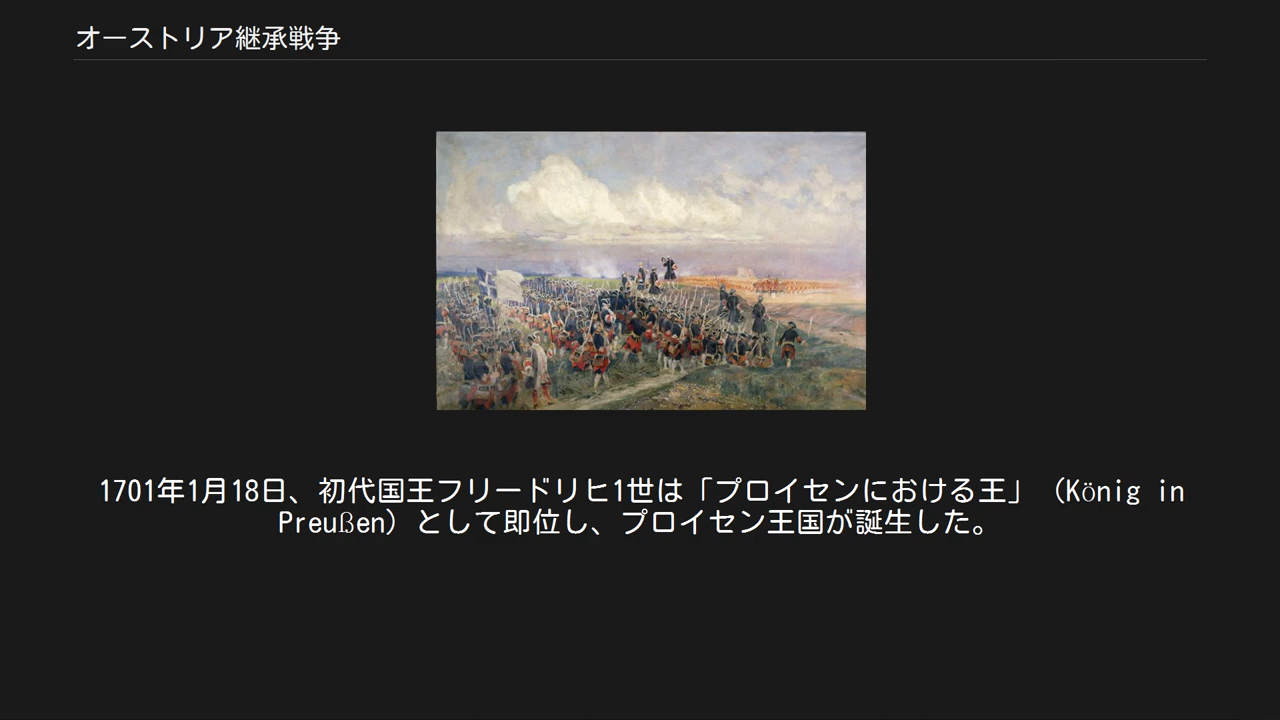 オーストリア継承戦争
1701年1月18日、初代国王フリードリヒ1世は「プロイセンにおける王」（König in
Preußen）として即位し、プロイセン王国が誕生した。